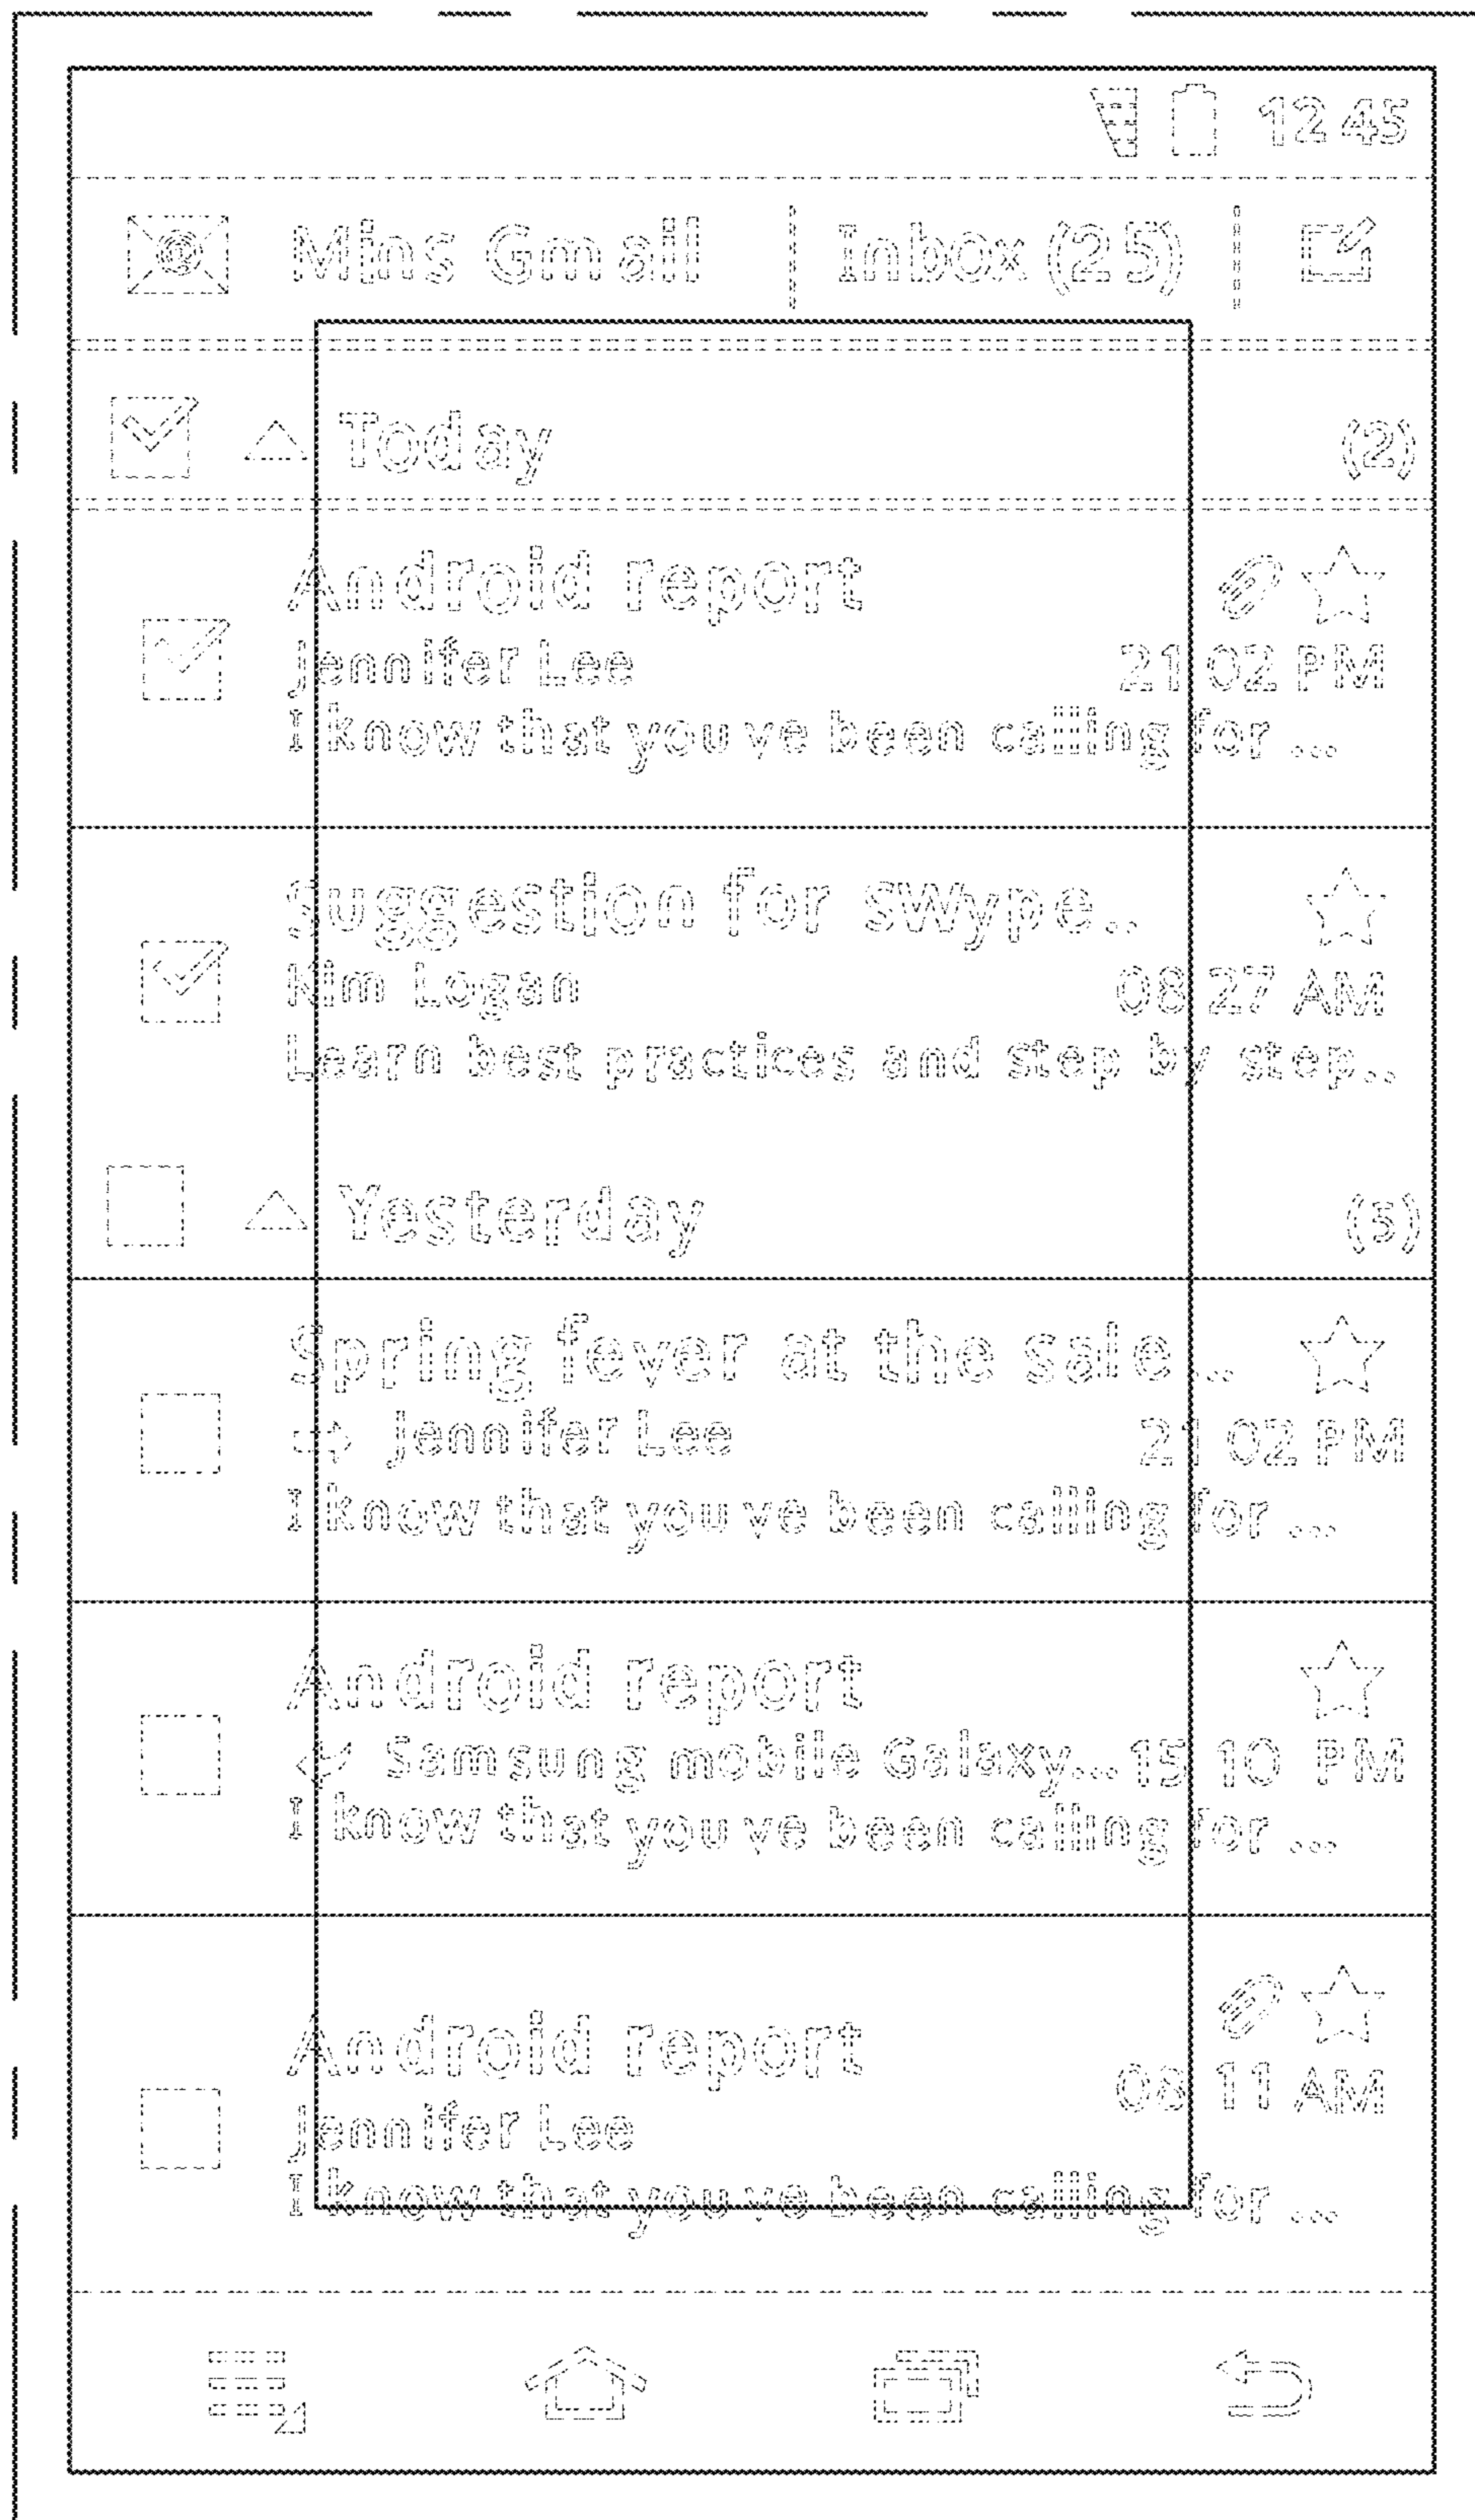 12 45
Mins Gmail Inbox (25)
Today (2)
Android report
Jennifer Lee 21 02 PM
I know that you ve been calling for ...
Suggestion for swype..
Kim Logan 08 27 AM
Learn best practices and step by step..
Yesterday (5)
Spring fever at the sale...
Jennifer Lee 21 02 PM
I know that you ve been calling for ...
Android report
Samsung mobile Galaxy... 15 10 PM
I know that you ve been calling for ...
Android report
08 11 AM
Jennifer Lee
I know that you ve been calling for ...